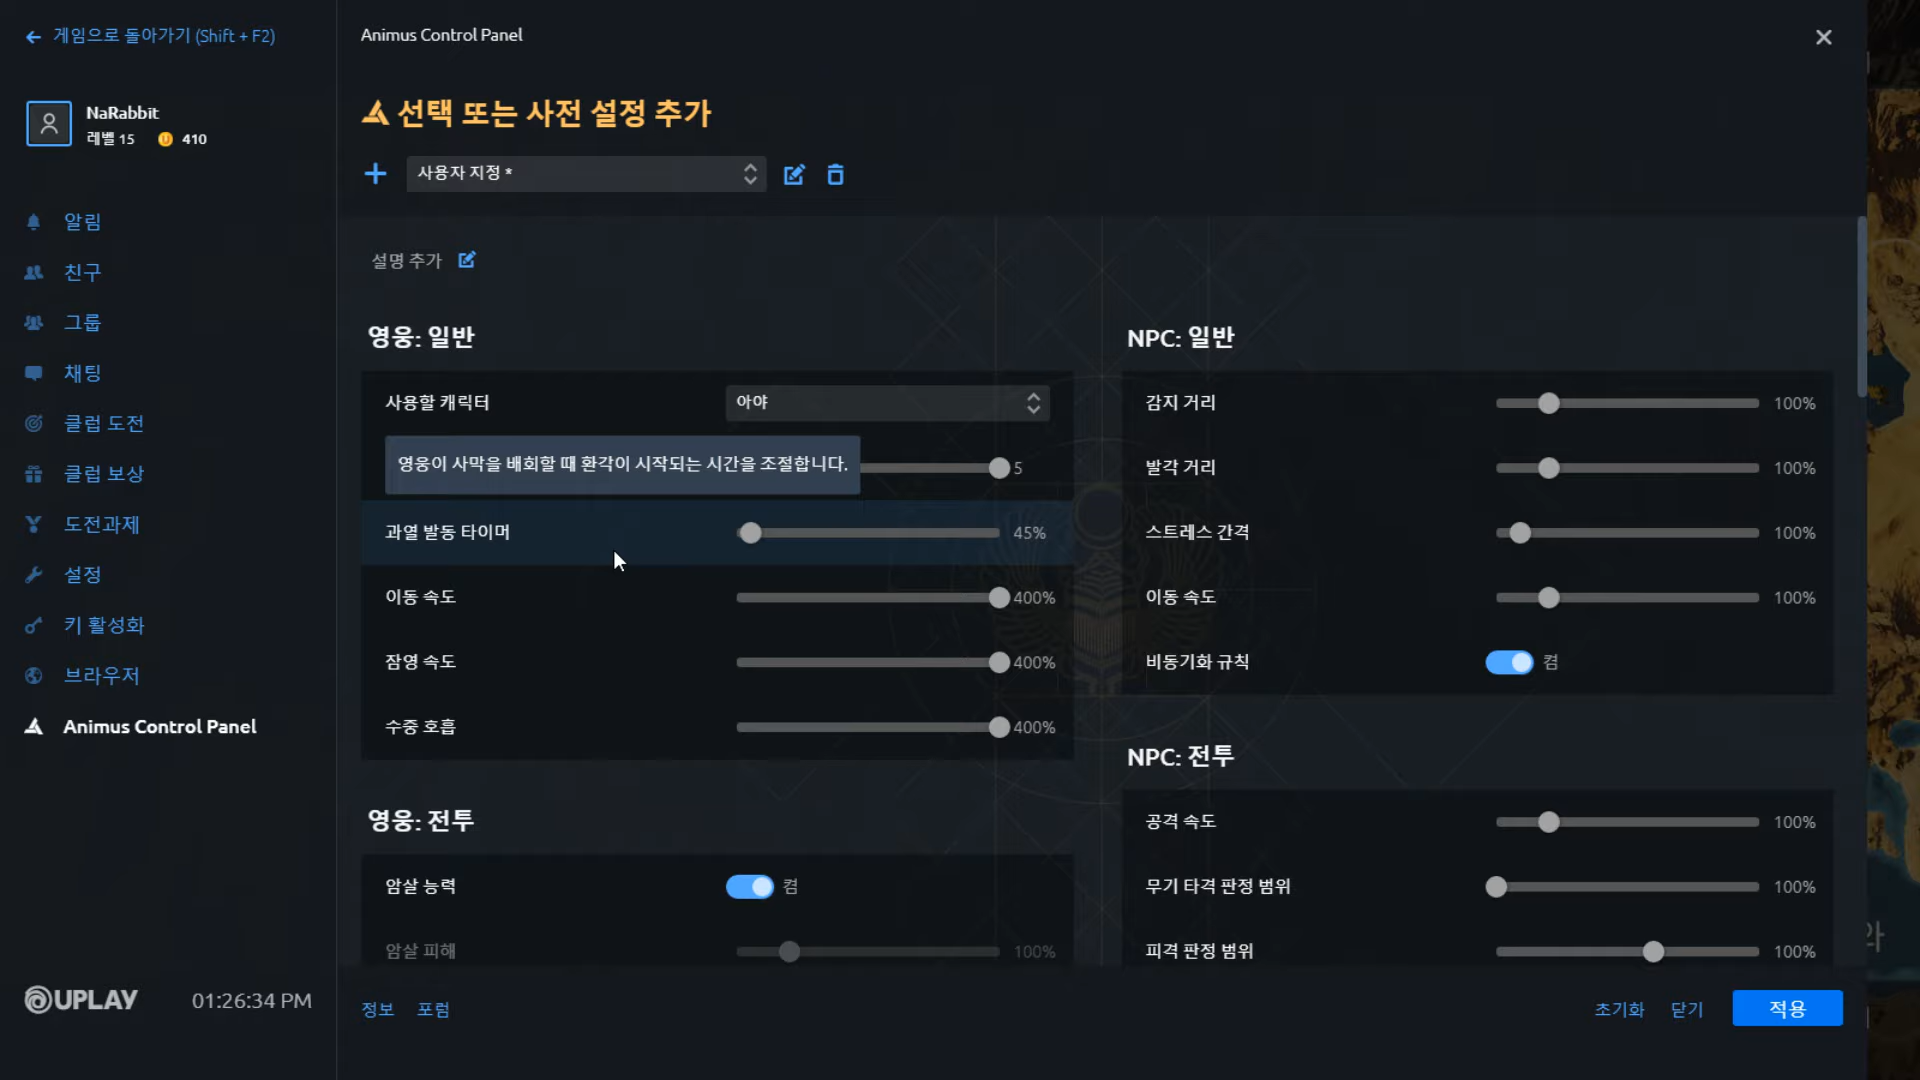 게임으로 돌아가기 (Shift + F2)
NaRabbit
레벨 15 410
알림
친구
그룹
채팅
클럽 도전
클럽 보상
도전과제
설정
키 활성화
브라우저
Animus Control Panel
UPLAY 01:26:34 PM
Animus Control Panel
선택 또는 사전 설정 추가
사용자 지정 *
설명 추가
영웅: 일반
사용할 캐릭터 아야
영웅이 사막을 배회할 때 환각이 시작되는 시간을 조절합니다. 5
과열 발동 타이머 45%
이동 속도 400%
잠영 속도 400%
수중 호흡 400%
영웅: 전투
암살 능력 켬
암살 피해 100%
NPC: 일반
감지 거리 100%
발각 거리 100%
스트레스 간격 100%
이동 속도 100%
비동기화 규칙 켬
NPC: 전투
공격 속도 100%
무기 타격 판정 범위 100%
피격 판정 범위 100%
정보 포럼
초기화 닫기 적용
와